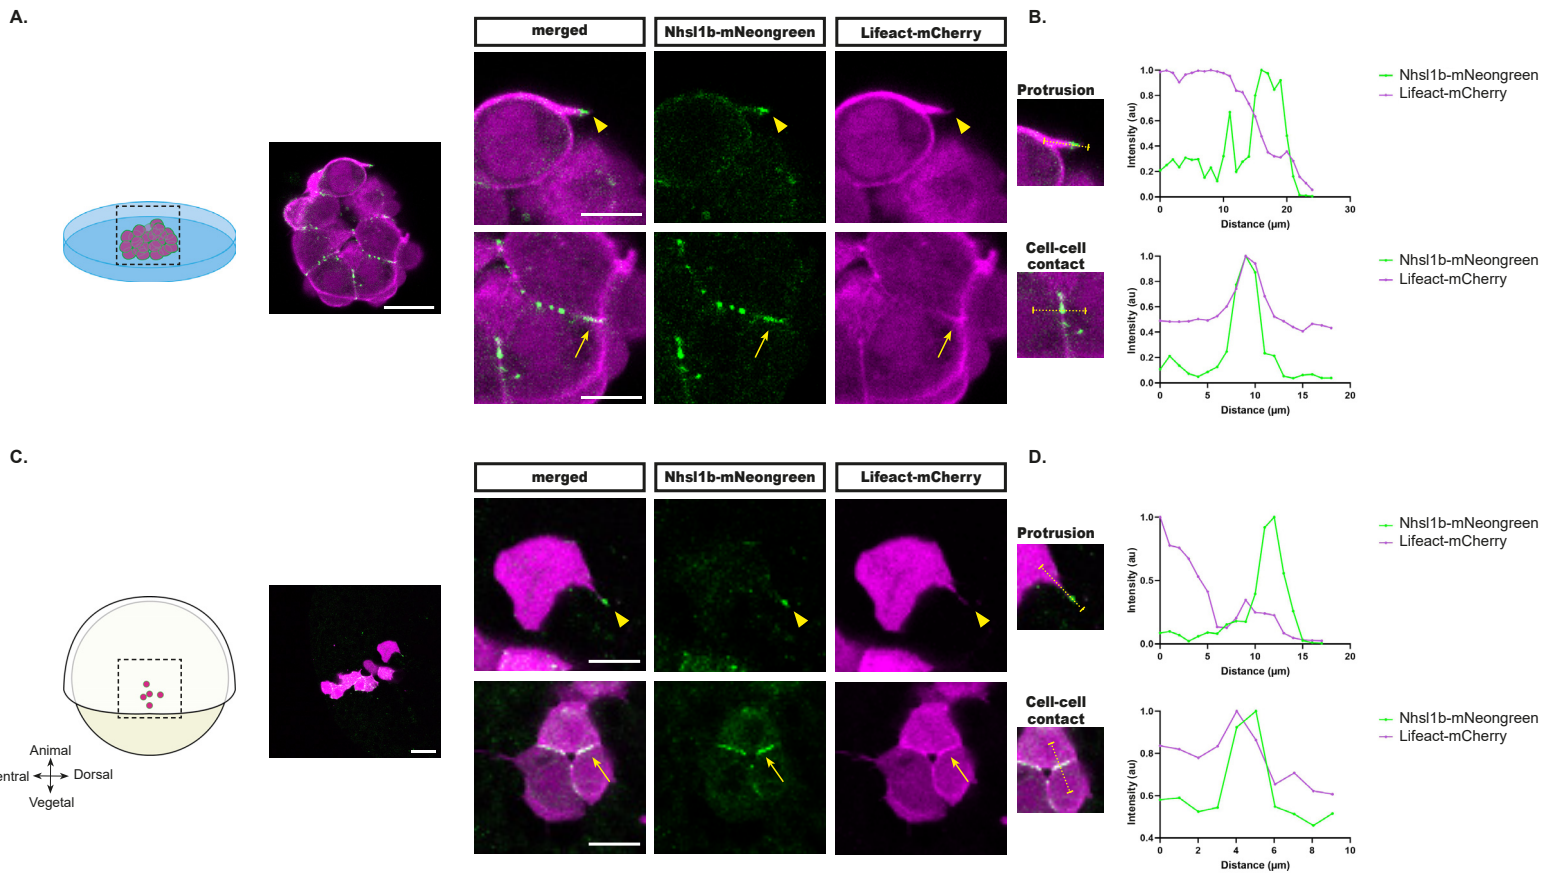 A.
merged
Nhsl1b-mNeongreen
Lifeact-mCherry
B.
Protrusion
1.0
0.8
0.6
0.4
0.2
0.0
Intensity (au)
0
10
20
30
Distance (µm)
Nhsl1b-mNeongreen
Lifeact-mCherry
Cell-cell
contact
1.0
0.8
0.6
0.4
0.2
0.0
Intensity (au)
0
5
10
15
20
Distance (µm)
Nhsl1b-mNeongreen
Lifeact-mCherry
C.
Animal
entral
Dorsal
Vegetal
merged
Nhsl1b-mNeongreen
Lifeact-mCherry
D.
Protrusion
1.0
0.5
0.0
Intensity (au)
0
5
10
15
20
Distance (µm)
Nhsl1b-mNeongreen
Lifeact-mCherry
Cell-cell
contact
1.0
0.8
0.6
0.4
Intensity (au)
0
2
4
6
8
10
Distance (µm)
Nhsl1b-mNeongreen
Lifeact-mCherry